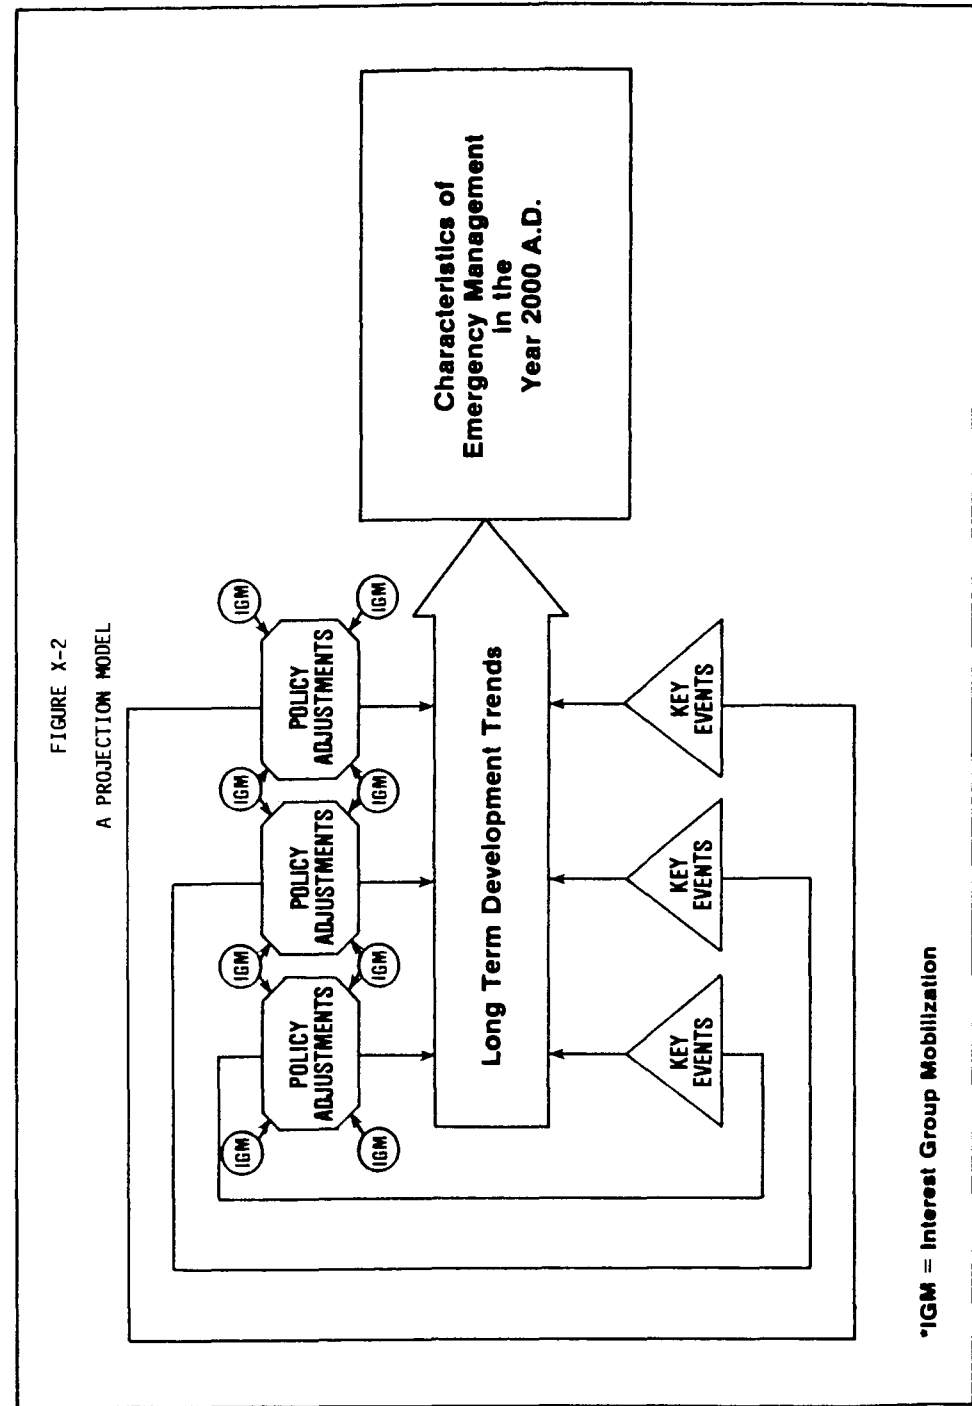 FIGURE X-2
A PROJECTION MODEL
IGM
IGM
IGM
IGM
POLICY
ADJUSTMENTS
POLICY
ADJUSTMENTS
POLICY
ADJUSTMENTS
IGM
IGM
IGM
IGM
Long Term Development Trends
Characteristics of
Emergency Management
in the
Year 2000 A.D.
KEY
EVENTS
KEY
EVENTS
KEY
EVENTS
*IGM = Interest Group Mobilization